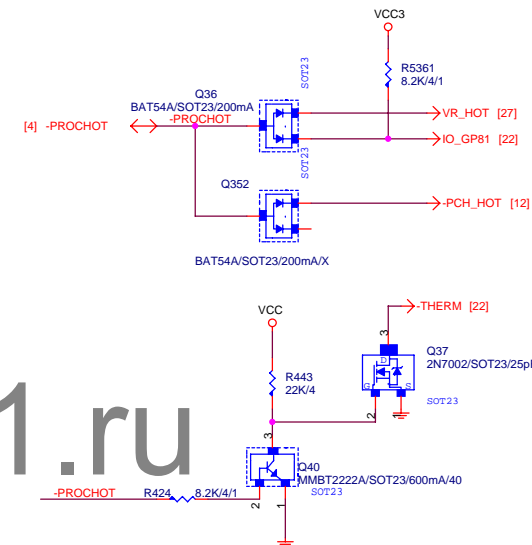 VCC3
SOT23
R5361
8.2K/4/1
Q36
BAT54A/SOT23/200mA
[4] -PROCHOT
-PROCHOT
VR_HOT [27]
IO_GP81 [22]
SOT23
Q352
-PCH_HOT [12]
BAT54A/SOT23/200mA/X
VCC
-THERM [22]
R443
22K/4
3
D
G
S
Q37
2N7002/SOT23/25p
SOT23
2
1
1.ru
3
Q40
MMBT2222A/SOT23/600mA/40
SOT23
-PROCHOT
R424
8.2K/4/1
2
1